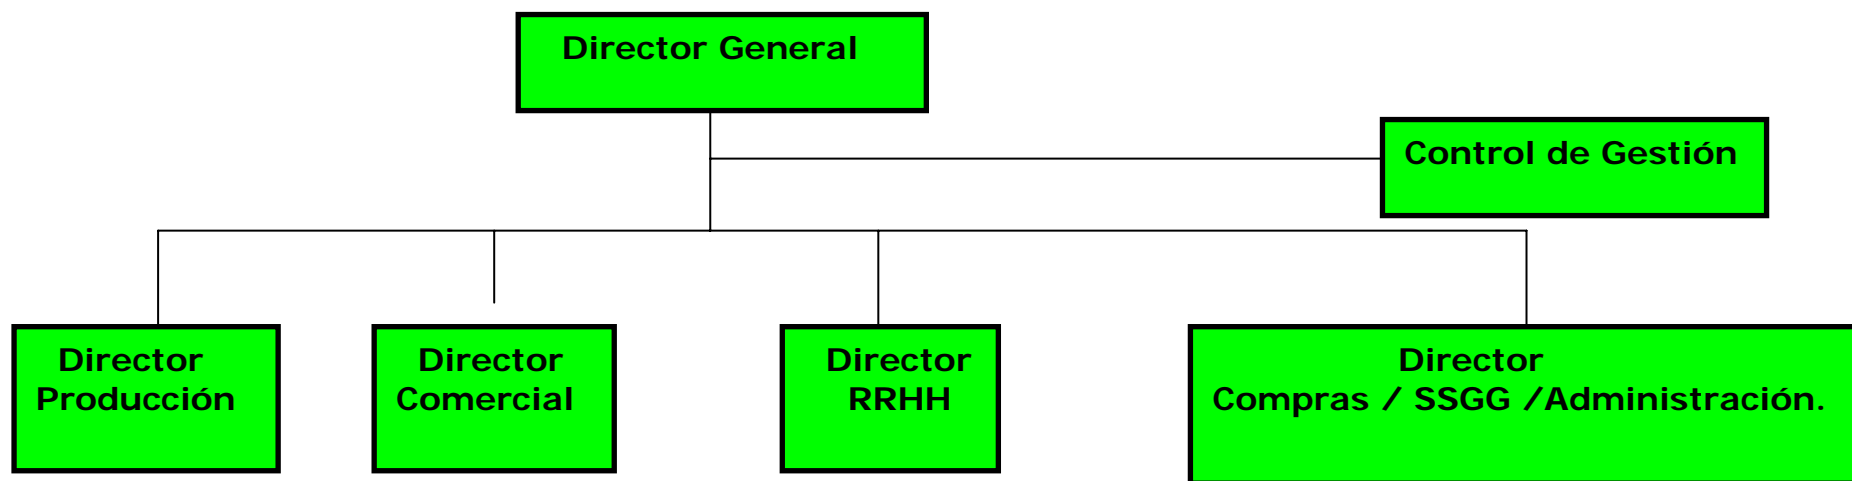 Director General
Control de Gestión
Director
Producción
Director
Comercial
Director
RRHH
Director
Compras / SSGG /Administración.